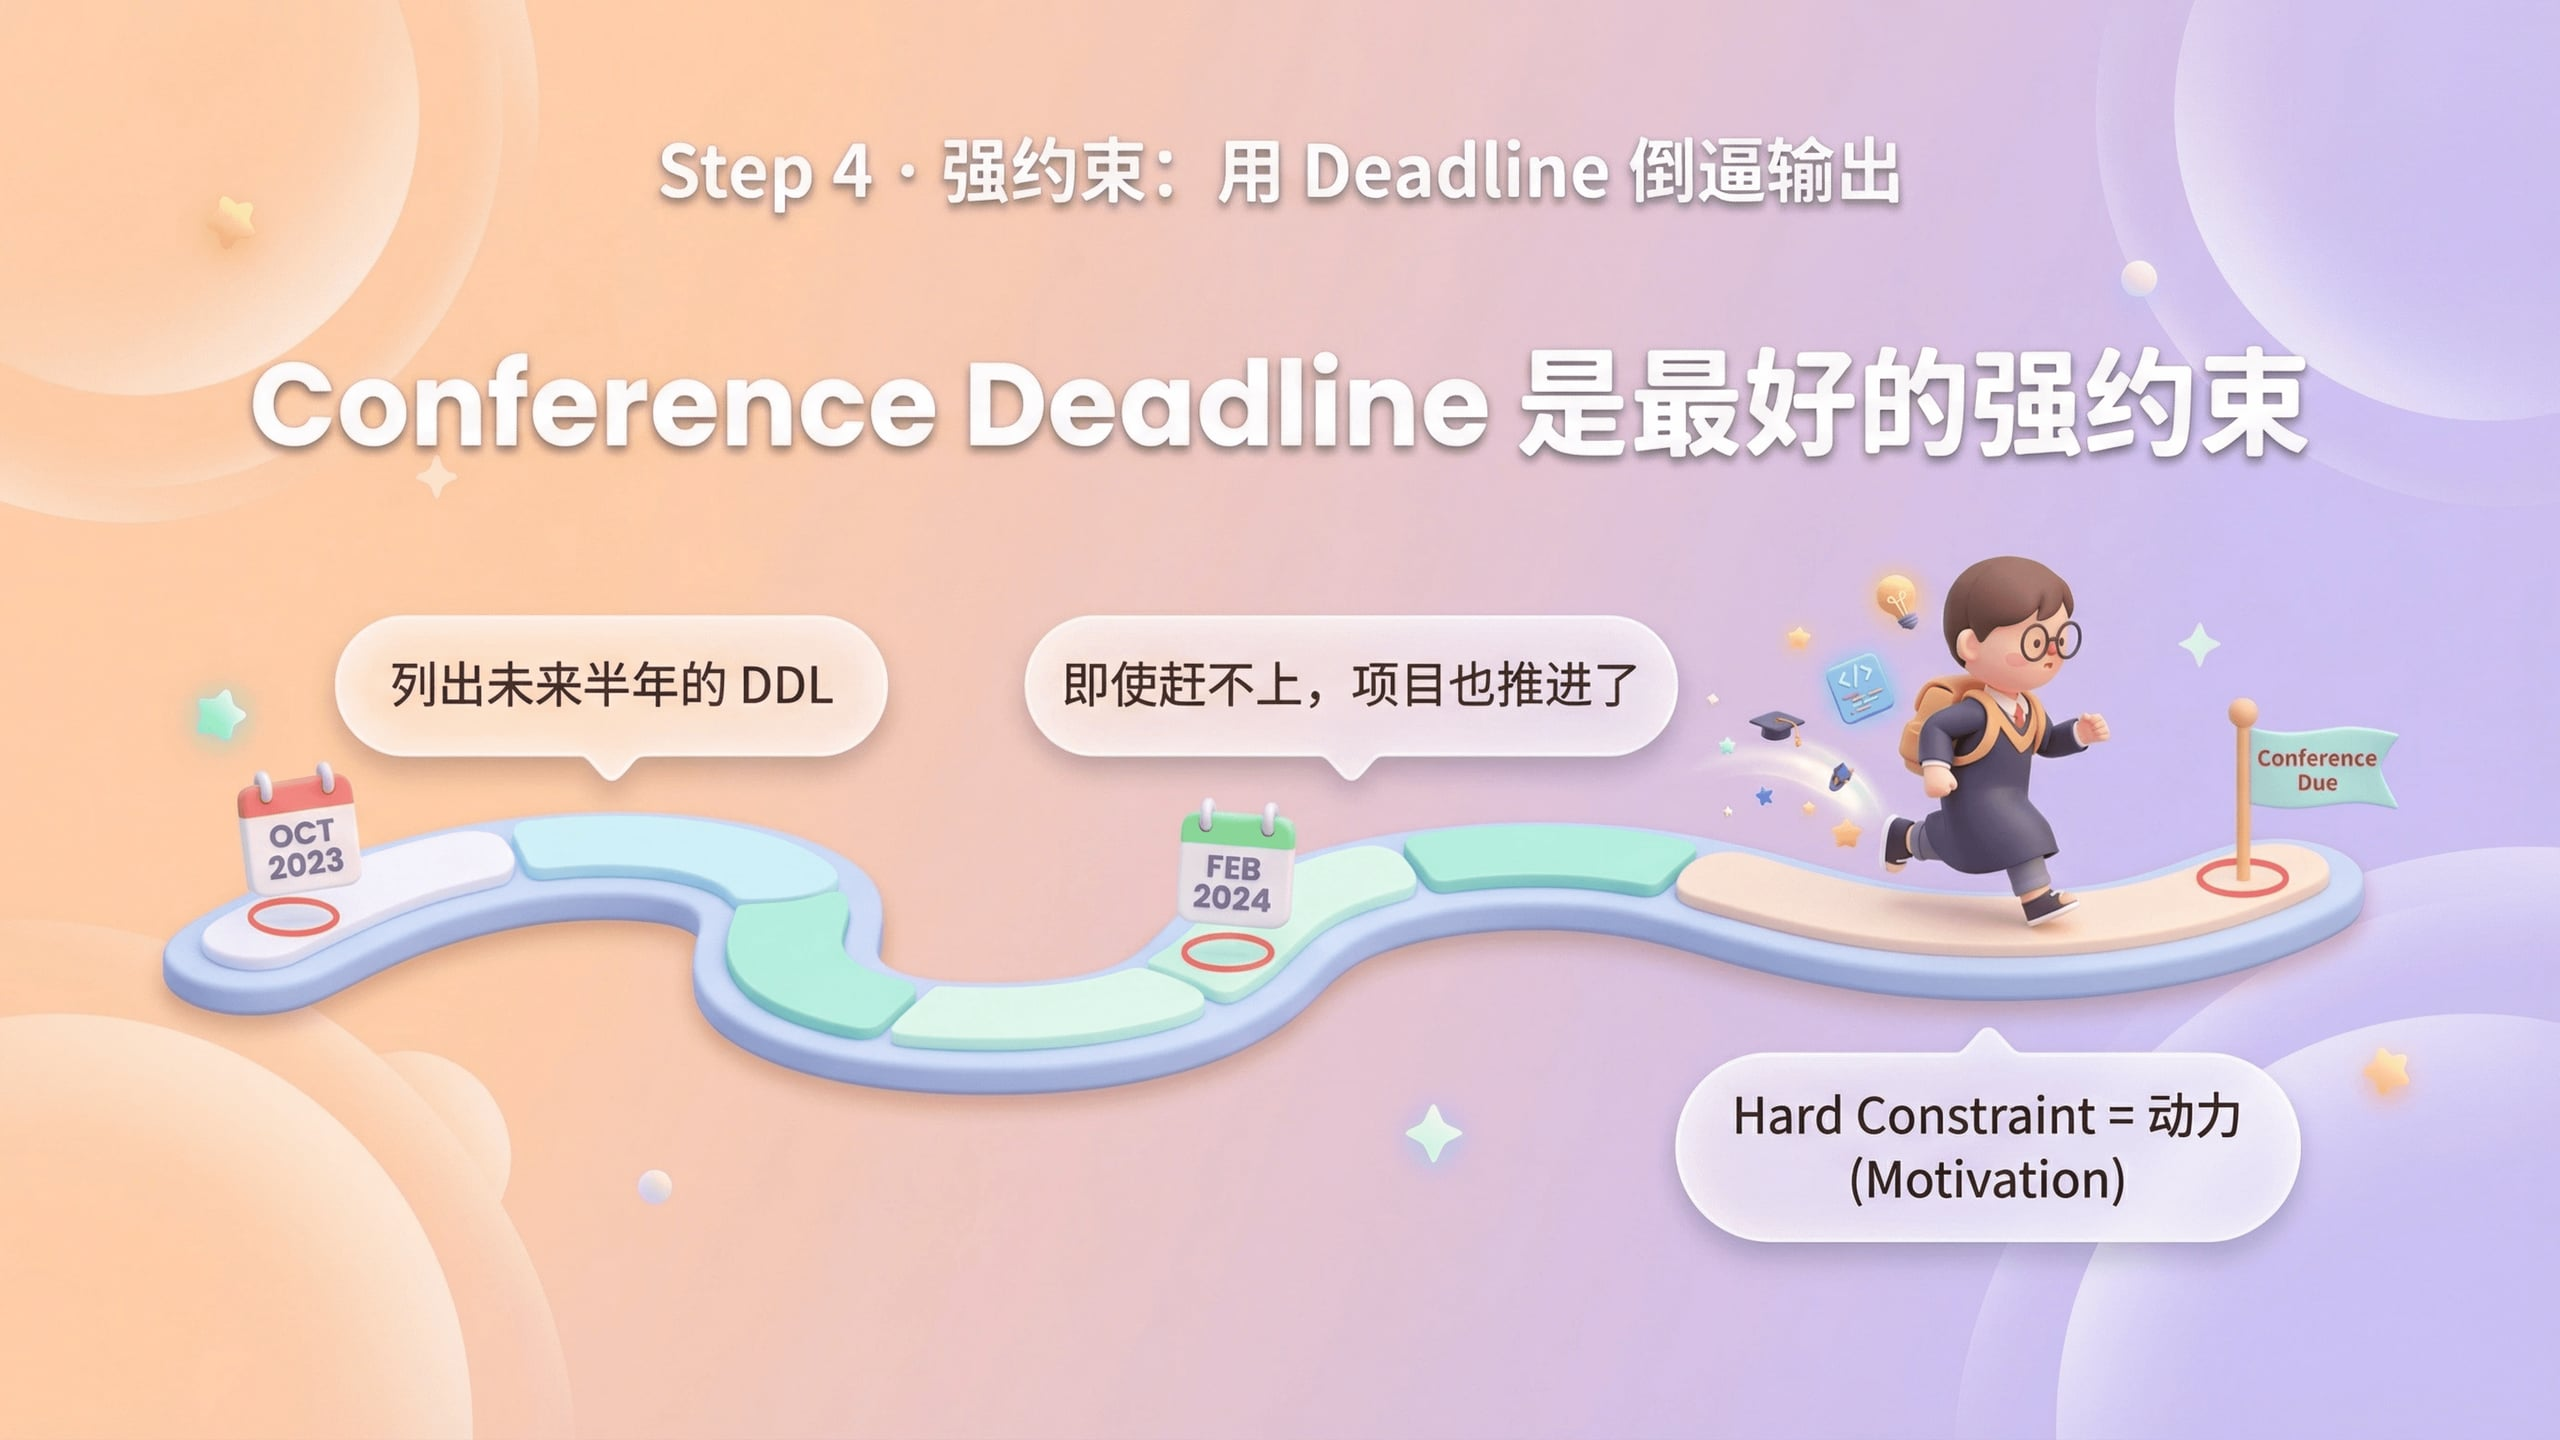 Step 4 · 强约束：用 Deadline 倒逼输出
Conference Deadline 是最好的强约束
列出未来半年的 DDL
即使赶不上，项目也推进了
OCT
2023
FEB
2024
</>
Conference
Due
Hard Constraint = 动力
(Motivation)